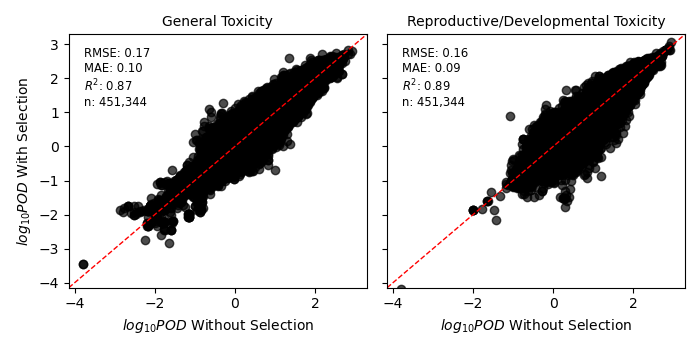 General Toxicity
Reproductive/Developmental Toxicity
RMSE: 0.17
MAE: 0.10
R²: 0.87
n: 451,344
RMSE: 0.16
MAE: 0.09
R²: 0.89
n: 451,344
3
2
1
0
−1
−2
−3
−4
log₁₀POD With Selection
−4
−2
0
2
−4
−2
0
2
log₁₀POD Without Selection
log₁₀POD Without Selection